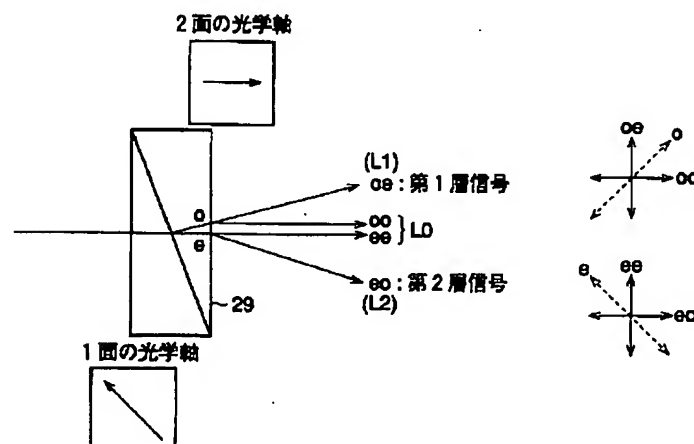 2面の光学軸
(L1)
oe : 第1層信号
o
oo
ee
} L0
e
eo : 第2層信号
(L2)
29
1面の光学軸
oe
o
oo
e
ee
eo